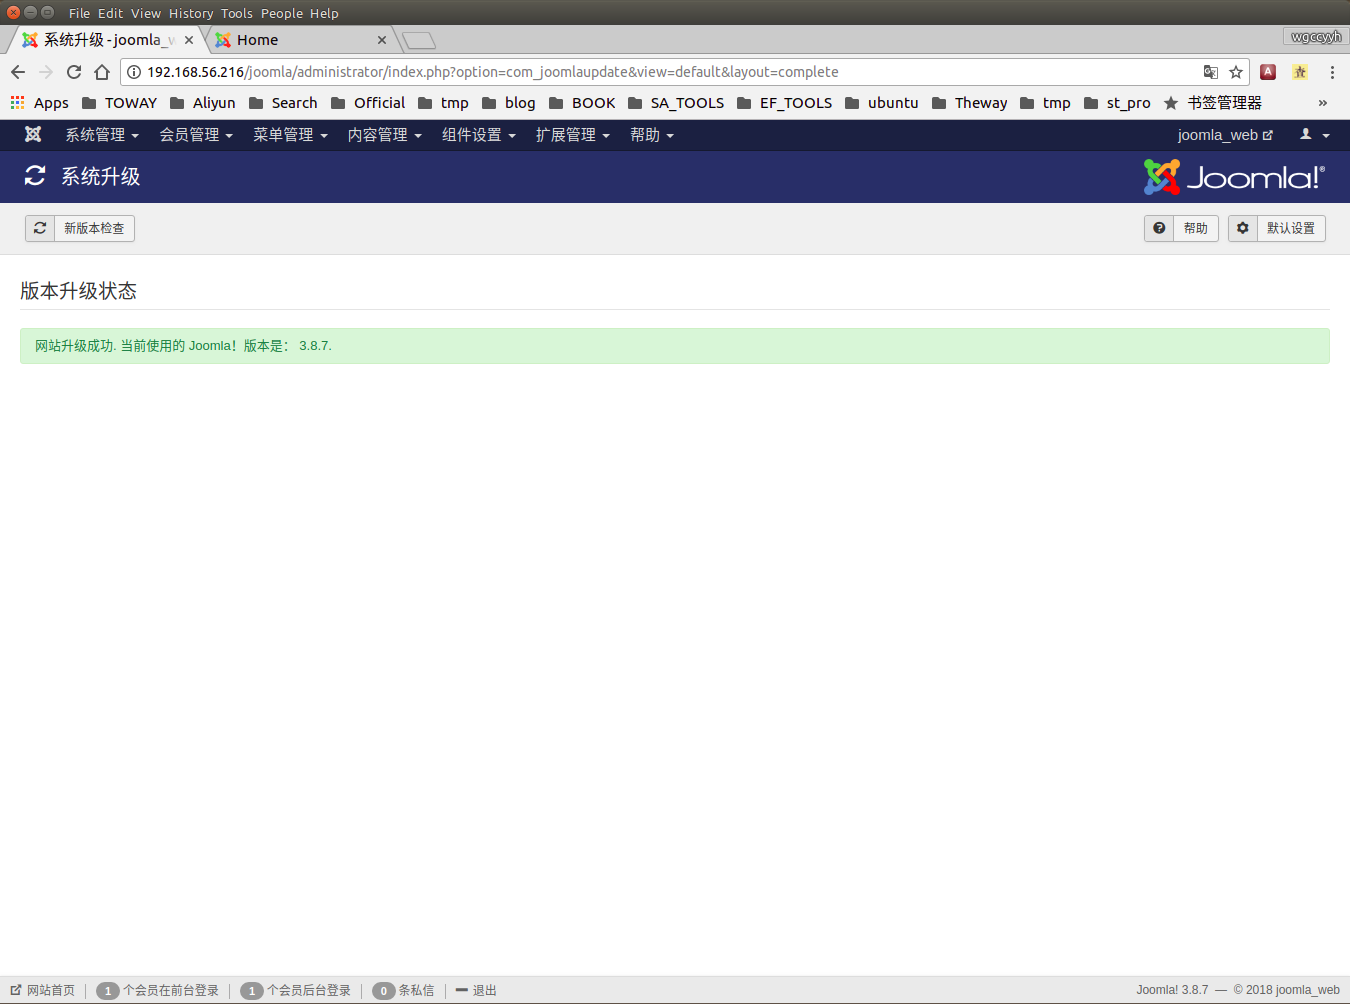 File Edit View History Tools People Help
系统升级 - joomla_w
Home
wgccyyh
192.168.56.216/joomla/administrator/index.php?option=com_joomlaupdate&view=default&layout=complete
Apps TOWAY Aliyun Search Official tmp blog BOOK SA_TOOLS EF_TOOLS ubuntu Theway tmp st_pro 书签管理器 »
系统管理 会员管理 菜单管理 内容管理 组件设置 扩展管理 帮助 joomla_web
系统升级 Joomla!®
新版本检查 帮助 默认设置
版本升级状态
网站升级成功. 当前使用的 Joomla！版本是： 3.8.7.
网站首页 1 个会员在前台登录 1 个会员后台登录 0 条私信 退出 Joomla! 3.8.7 — © 2018 joomla_web